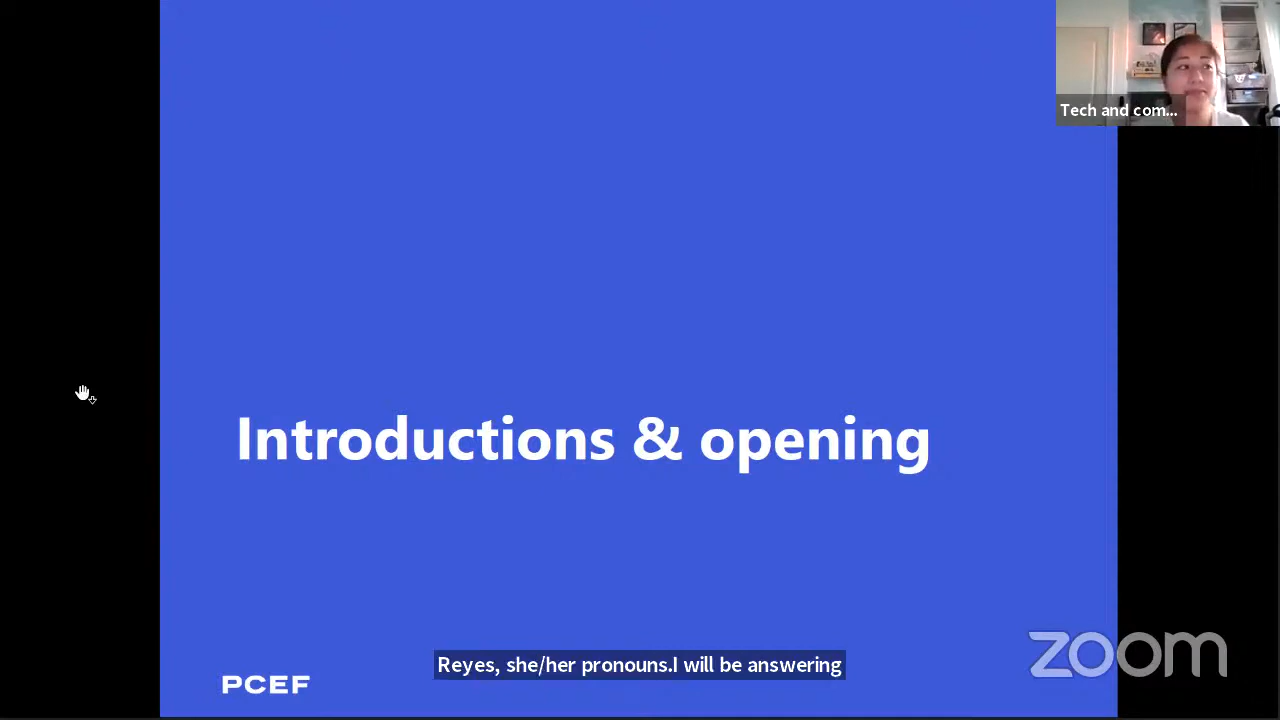 Tech and com...
Introductions & opening
Reyes, she/her pronouns.I will be answering
PCEF
zoom